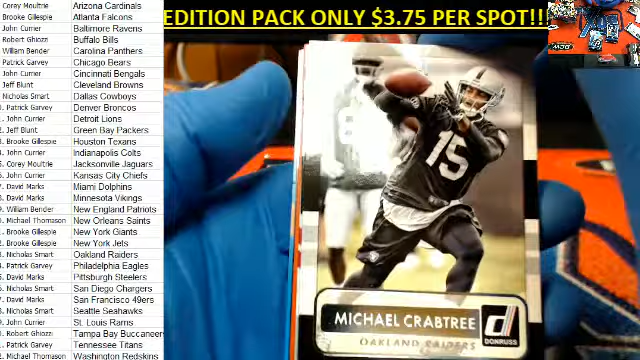 EDITION PACK ONLY $3.75 PER SPOT!!
Corey Moultrie Arizona Cardinals
Brooke Gillespie Atlanta Falcons
John Currier Baltimore Ravens
Robert Ghiozi Buffalo Bills
William Bender Carolina Panthers
Patrick Garvey Chicago Bears
John Currier Cincinnati Bengals
Jeff Blunt Cleveland Browns
Nicholas Smart Dallas Cowboys
Patrick Garvey Denver Broncos
John Currier Detroit Lions
Jeff Blunt Green Bay Packers
Brooke Gillespie Houston Texans
John Currier Indianapolis Colts
Corey Moultrie Jacksonville Jaguars
John Currier Kansas City Chiefs
David Marks Miami Dolphins
David Marks Minnesota Vikings
William Bender New England Patriots
Michael Thomason New Orleans Saints
Brooke Gillespie New York Giants
Brooke Gillespie New York Jets
Nicholas Smart Oakland Raiders
Patrick Garvey Philadelphia Eagles
David Marks Pittsburgh Steelers
Nicholas Smart San Diego Chargers
David Marks San Francisco 49ers
Nicholas Smart Seattle Seahawks
John Currier St. Louis Rams
Robert Ghiozzi Tampa Bay Buccaneers
Patrick Garvey Tennessee Titans
Michael Thomason Washington Redskins
15
MICHAEL CRABTREE
OAKLAND RAIDERS
d
DONRUSS